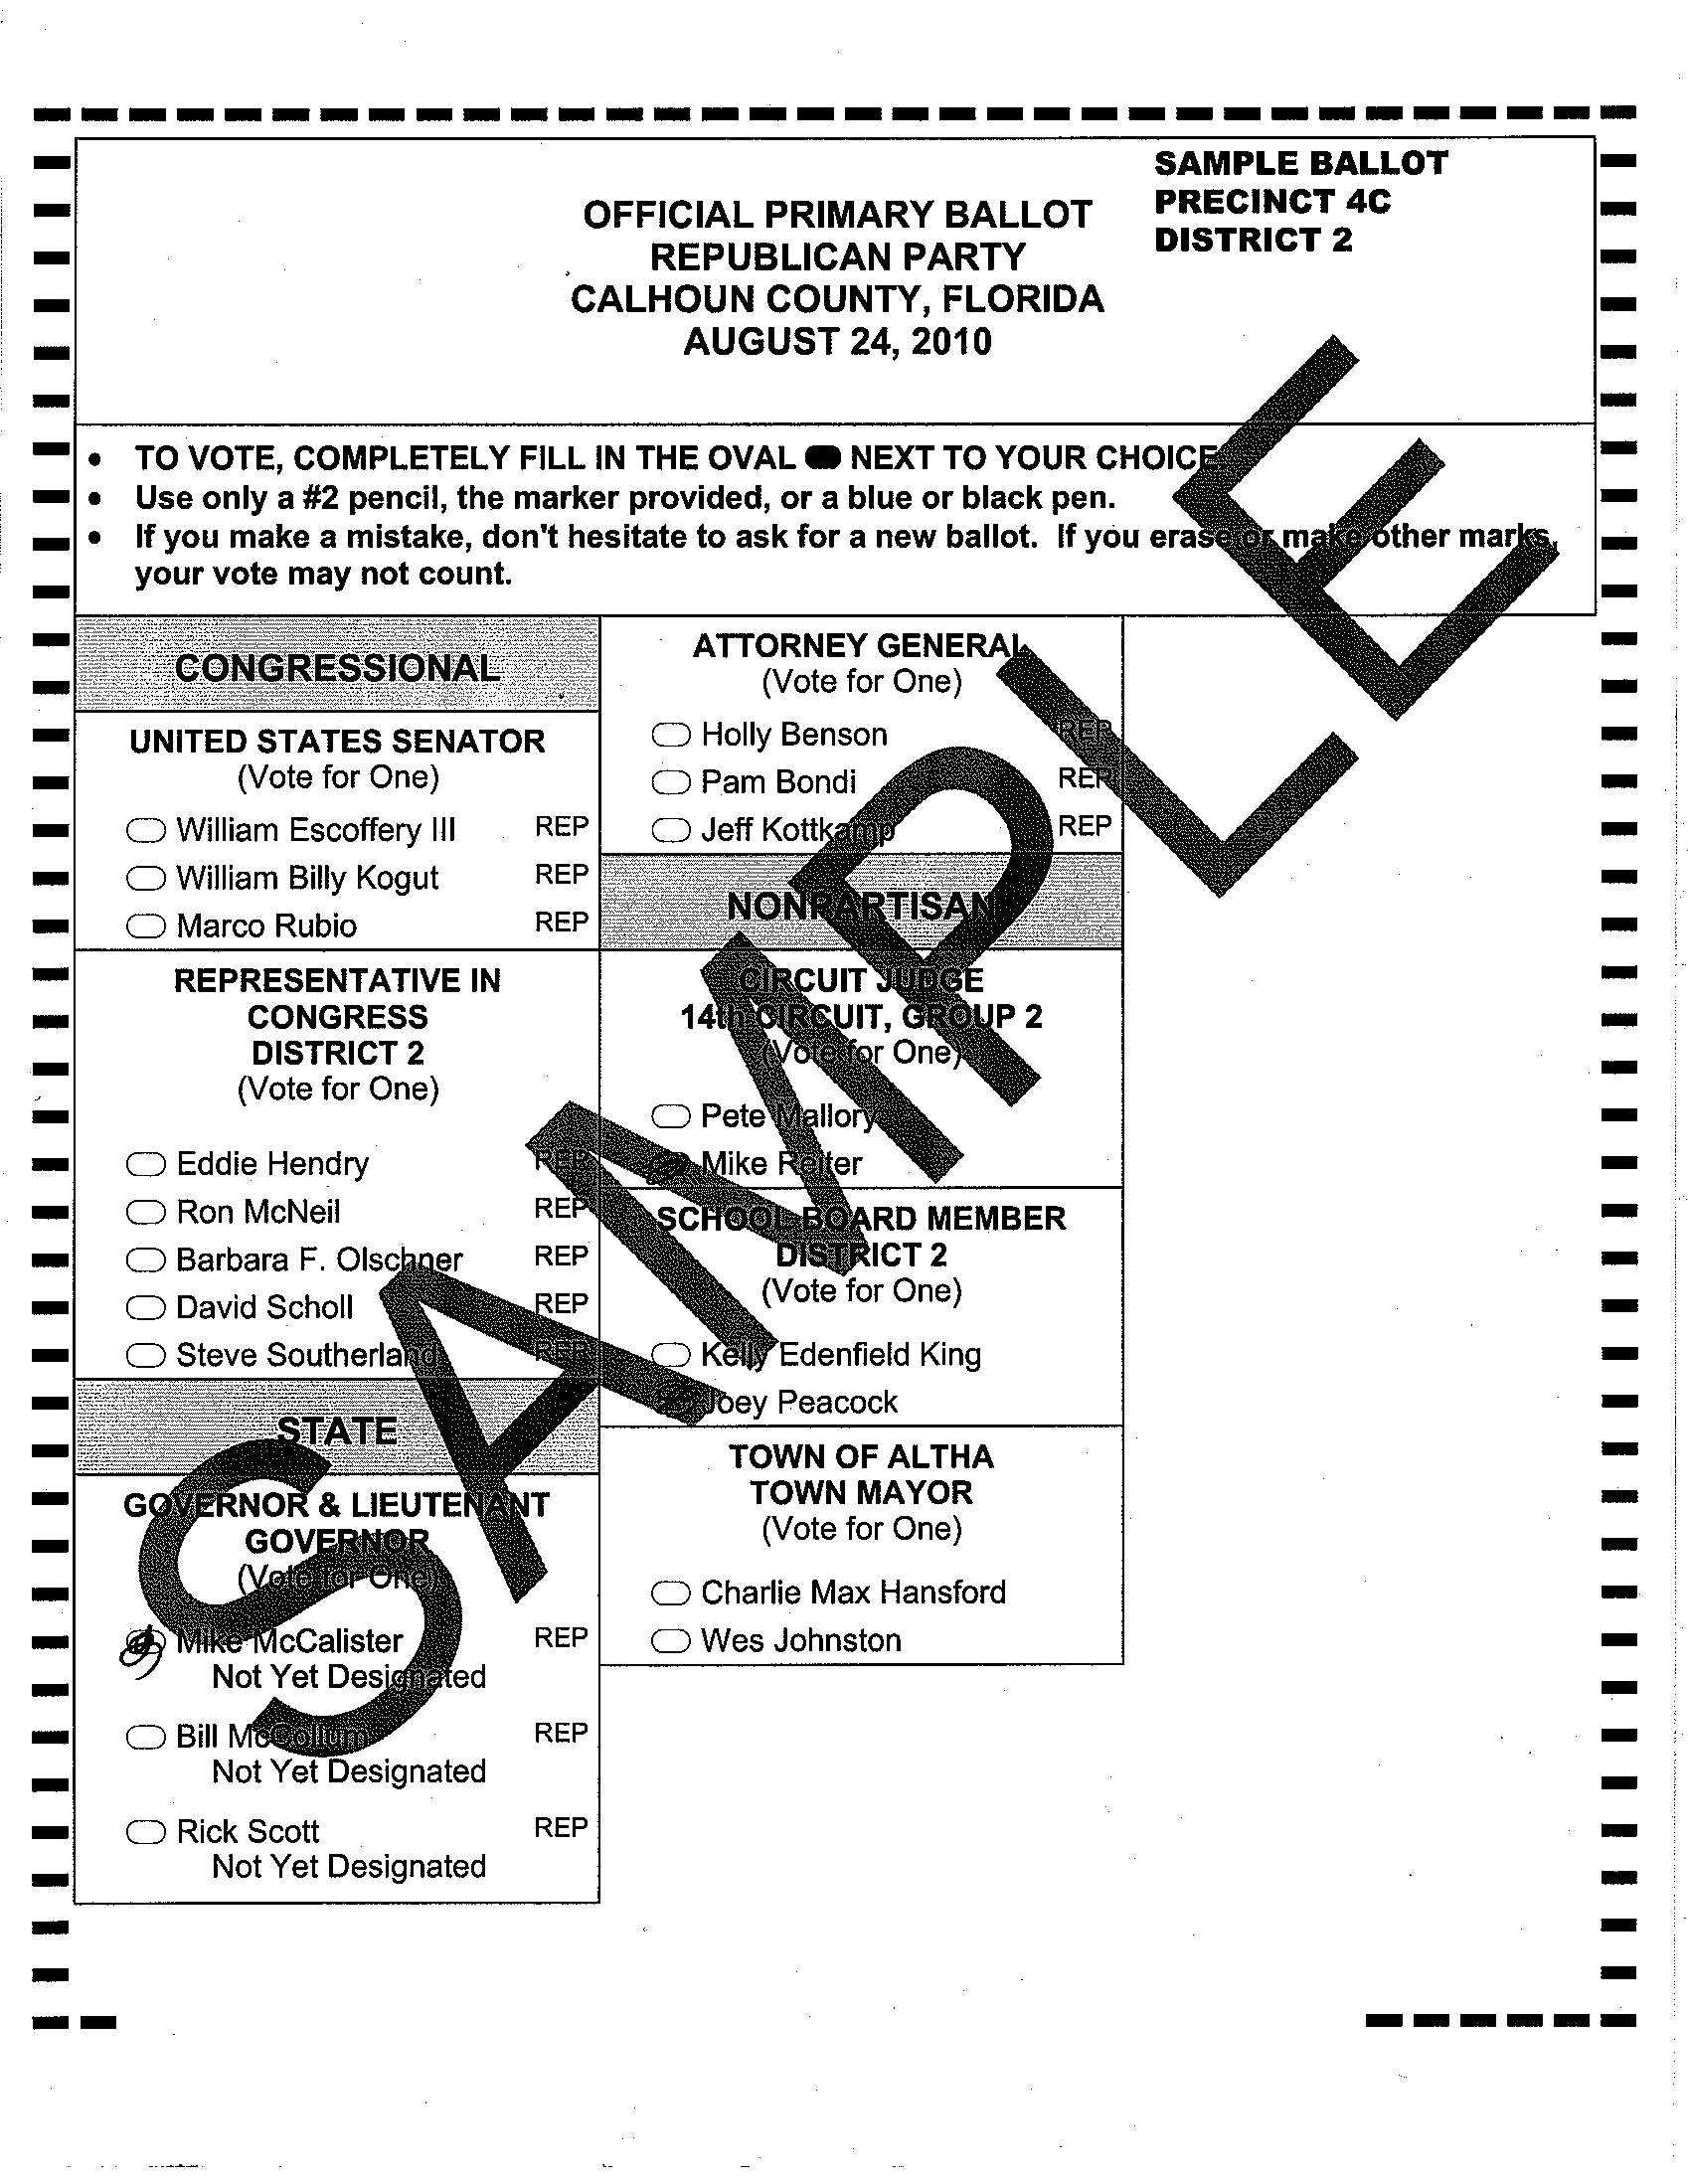 SAMPLE BALLOT
PRECINCT 4C
DISTRICT 2
OFFICIAL PRIMARY BALLOT
REPUBLICAN PARTY
CALHOUN COUNTY, FLORIDA
AUGUST 24, 2010
• TO VOTE, COMPLETELY FILL IN THE OVAL NEXT TO YOUR CHOICE.
• Use only a #2 pencil, the marker provided, or a blue or black pen.
• If you make a mistake, don't hesitate to ask for a new ballot. If you erase or make other marks,
your vote may not count.
CONGRESSIONAL
UNITED STATES SENATOR
(Vote for One)
William Escoffery III REP
William Billy Kogut REP
Marco Rubio REP
REPRESENTATIVE IN
CONGRESS
DISTRICT 2
(Vote for One)
Eddie Hendry REP
Ron McNeil REP
Barbara F. Olschner REP
David Scholl REP
Steve Southerland REP
STATE
GOVERNOR & LIEUTENANT
GOVERNOR
(Vote for One)
Mike McCalister REP
Not Yet Designated
Bill McCollum REP
Not Yet Designated
Rick Scott REP
Not Yet Designated
ATTORNEY GENERAL
(Vote for One)
Holly Benson REP
Pam Bondi REP
Jeff Kottkamp REP
NONPARTISAN
CIRCUIT JUDGE
14th CIRCUIT, GROUP 2
(Vote for One)
Pete Mallory
Mike Reiter
SCHOOL BOARD MEMBER
DISTRICT 2
(Vote for One)
Kelly Edenfield King
Joey Peacock
TOWN OF ALTHA
TOWN MAYOR
(Vote for One)
Charlie Max Hansford
Wes Johnston
SAMPLE